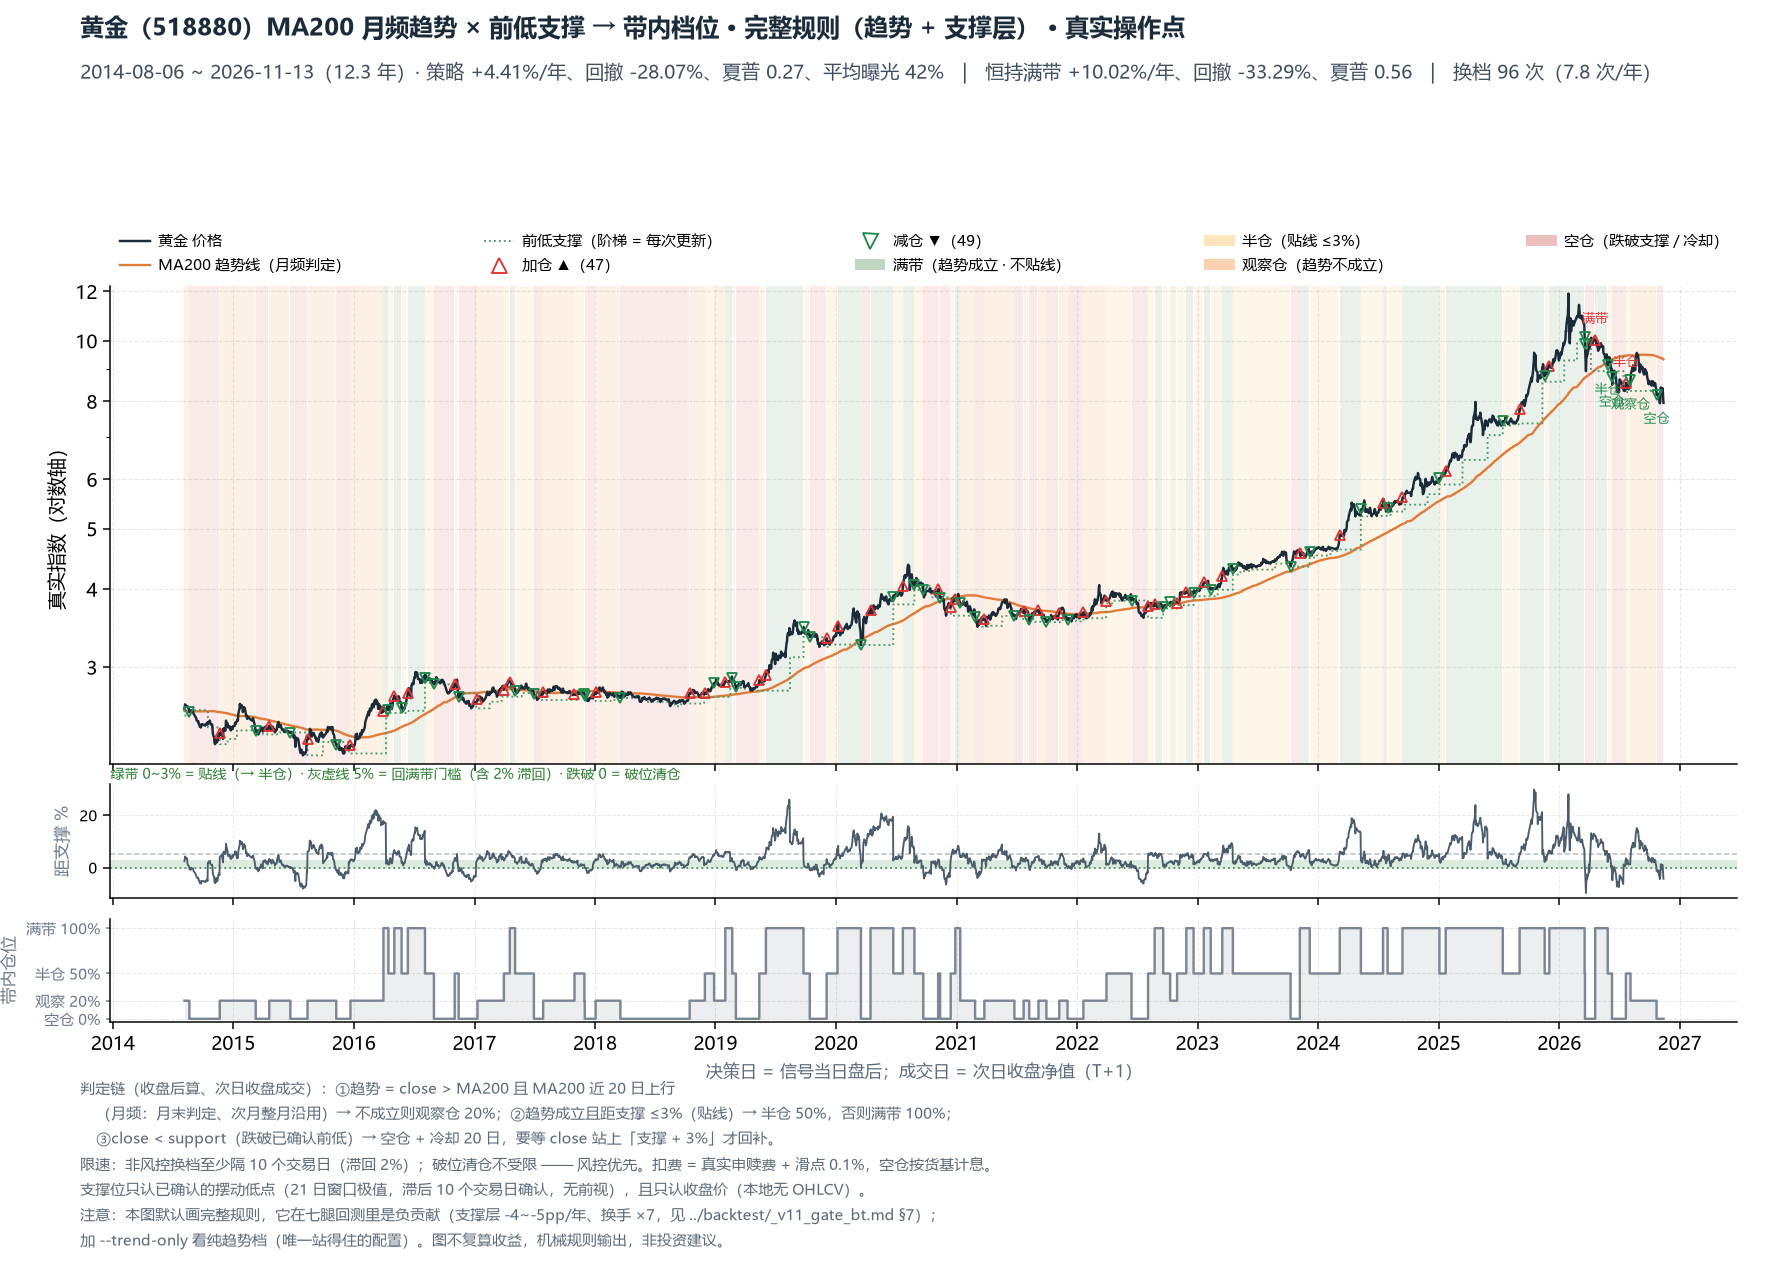 黄金（518880）MA200 月频趋势 × 前低支撑 → 带内档位 • 完整规则（趋势 + 支撑层） • 真实操作点
2014-08-06 ~ 2026-11-13（12.3 年）· 策略 +4.41%/年、回撤 -28.07%、夏普 0.27、平均曝光 42%  |  恒持满带 +10.02%/年、回撤 -33.29%、夏普 0.56  |  换档 96 次（7.8 次/年）
黄金 价格
前低支撑（阶梯 = 每次更新）
减仓 ▼（49）
半仓（贴线 ≤3%）
空仓（跌破支撑 / 冷却）
MA200 趋势线（月频判定）
加仓 ▲（47）
满带（趋势成立 · 不贴线）
观察仓（趋势不成立）
真实指数（对数轴）
12
10
8
6
5
4
3
满带
半仓
半仓
空仓
观察仓
空仓
绿带 0~3% = 贴线（→ 半仓）· 灰虚线 5% = 回满带门槛（含 2% 滞回）· 跌破 0 = 破位清仓
距支撑 %
20
0
带内仓位
满带 100%
半仓 50%
观察 20%
空仓 0%
2014 2015 2016 2017 2018 2019 2020 2021 2022 2023 2024 2025 2026 2027
决策日 = 信号当日盘后；成交日 = 次日收盘净值（T+1）
判定链（收盘后算、次日收盘成交）：①趋势 = close > MA200 且 MA200 近 20 日上行
（月频：月末判定、次月整月沿用）→ 不成立则观察仓 20%；②趋势成立且距支撑 ≤3%（贴线）→ 半仓 50%，否则满带 100%；
③close < support（跌破已确认前低）→ 空仓 + 冷却 20 日，要等 close 站上「支撑 + 3%」才回补。
限速：非风控换档至少隔 10 个交易日（滞回 2%）；破位清仓不受限 —— 风控优先。扣费 = 真实申赎费 + 滑点 0.1%，空仓按货基计息。
支撑位只认已确认的摆动低点（21 日窗口极值，滞后 10 个交易日确认，无前视），且只认收盘价（本地无 OHLCV）。
注意：本图默认画完整规则，它在七腿回测里是负贡献（支撑层 -4~-5pp/年、换手 ×7，见 ../backtest/_v11_gate_bt.md §7）；
加 --trend-only 看纯趋势档（唯一站得住的配置）。图不复算收益，机械规则输出，非投资建议。